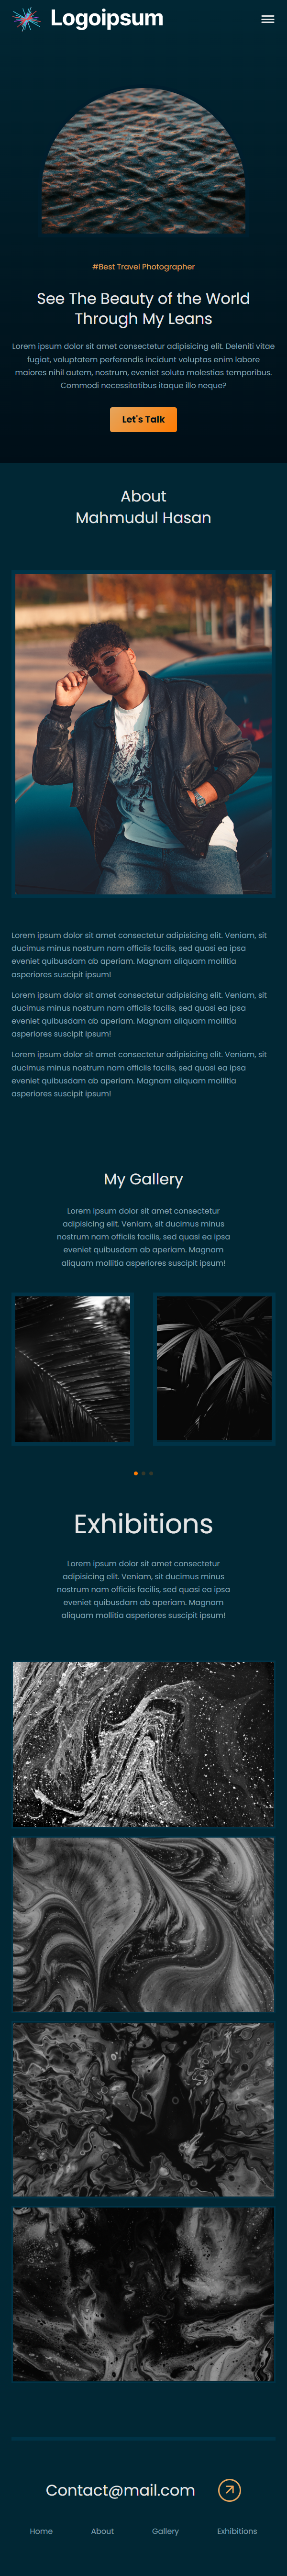 Logoipsum
#Best Travel Photographer
See The Beauty of the World
Through My Leans
Lorem ipsum dolor sit amet consectetur adipisicing elit. Deleniti vitae
fugiat, voluptatem perferendis incidunt voluptas enim labore
maiores nihil autem, nostrum, eveniet soluta molestias temporibus.
Commodi necessitatibus itaque illo neque?
Let's Talk
About
Mahmudul Hasan
Lorem ipsum dolor sit amet consectetur adipisicing elit. Veniam, sit
ducimus minus nostrum nam officiis facilis, sed quasi ea ipsa
eveniet quibusdam ab aperiam. Magnam aliquam mollitia
asperiores suscipit ipsum!
Lorem ipsum dolor sit amet consectetur adipisicing elit. Veniam, sit
ducimus minus nostrum nam officiis facilis, sed quasi ea ipsa
eveniet quibusdam ab aperiam. Magnam aliquam mollitia
asperiores suscipit ipsum!
Lorem ipsum dolor sit amet consectetur adipisicing elit. Veniam, sit
ducimus minus nostrum nam officiis facilis, sed quasi ea ipsa
eveniet quibusdam ab aperiam. Magnam aliquam mollitia
asperiores suscipit ipsum!
My Gallery
Lorem ipsum dolor sit amet consectetur
adipisicing elit. Veniam, sit ducimus minus
nostrum nam officiis facilis, sed quasi ea ipsa
eveniet quibusdam ab aperiam. Magnam
aliquam mollitia asperiores suscipit ipsum!
Exhibitions
Lorem ipsum dolor sit amet consectetur
adipisicing elit. Veniam, sit ducimus minus
nostrum nam officiis facilis, sed quasi ea ipsa
eveniet quibusdam ab aperiam. Magnam
aliquam mollitia asperiores suscipit ipsum!
Contact@mail.com
Home About Gallery Exhibitions